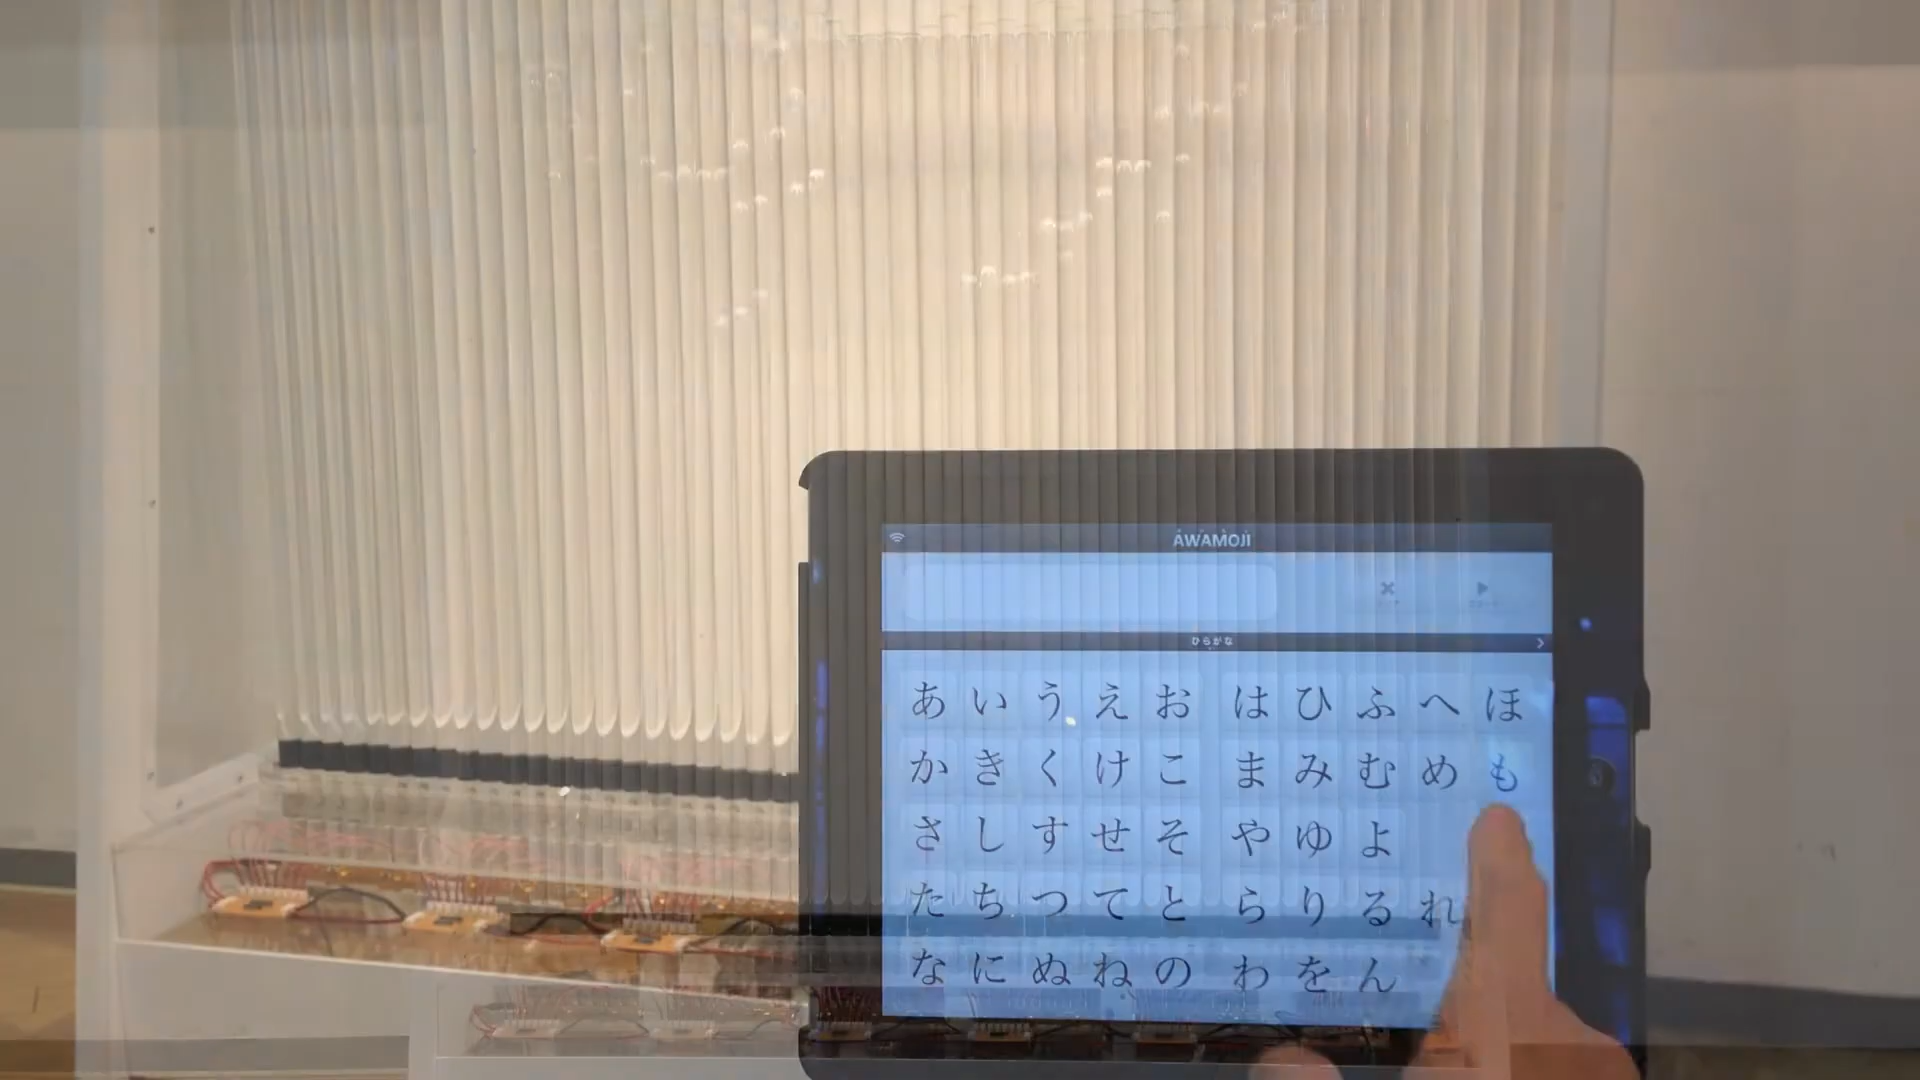 AWAMOJI
ひらがな
あいうえお はひふへほ
かきくけこ まみむめも
さしすせそ やゆよ
たちつてと らりるれ
なにぬねの わをん